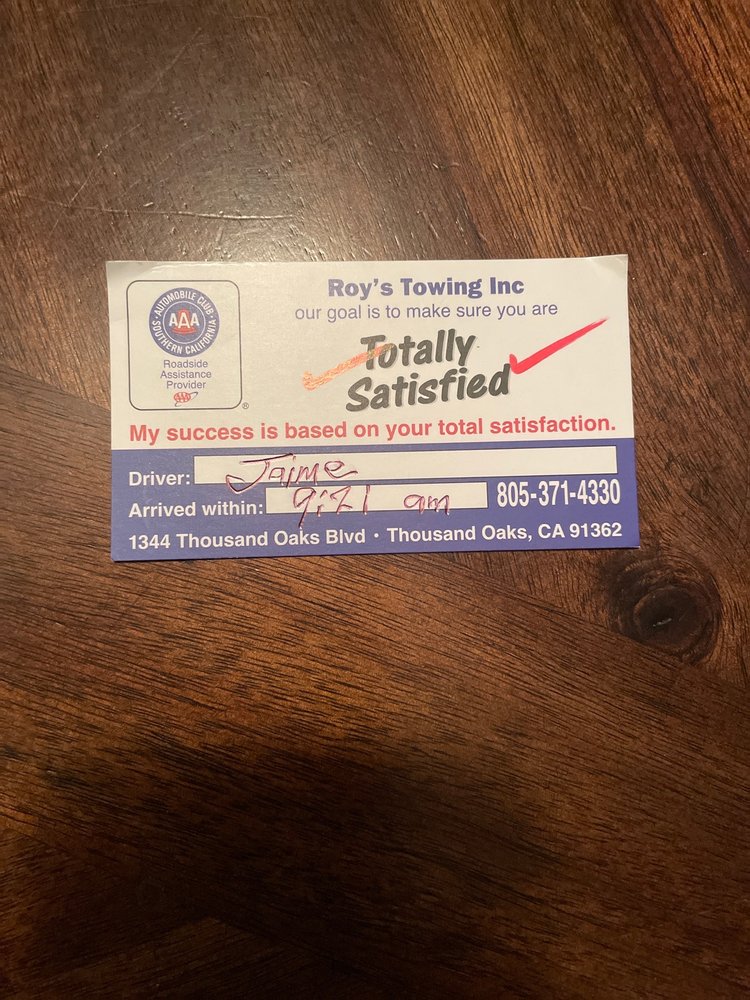 Roy's Towing Inc
our goal is to make sure you are
AUTOMOBILE CLUB
AAA
SOUTHERN CALIFORNIA
Roadside
Assistance
Provider
AAA
®
Totally
Satisfied
My success is based on your total satisfaction.
Driver: Jaime
Arrived within: 9:21 am 805-371-4330
1344 Thousand Oaks Blvd • Thousand Oaks, CA 91362